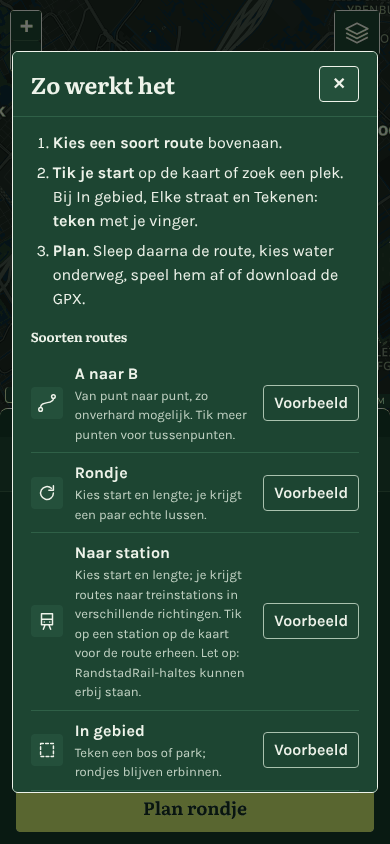 +
Zo werkt het
×
1. Kies een soort route bovenaan.
2. Tik je start op de kaart of zoek een plek.
Bij In gebied, Elke straat en Tekenen:
teken met je vinger.
3. Plan. Sleep daarna de route, kies water
onderweg, speel hem af of download de
GPX.
Soorten routes
A naar B
Van punt naar punt, zo
onverhard mogelijk. Tik meer
punten voor tussenpunten.
Voorbeeld
Rondje
Kies start en lengte; je krijgt
een paar echte lussen.
Voorbeeld
Naar station
Kies start en lengte; je krijgt
routes naar treinstations in
verschillende richtingen. Tik
op een station op de kaart
voor de route erheen. Let op:
RandstadRail-haltes kunnen
erbij staan.
Voorbeeld
In gebied
Teken een bos of park;
rondjes blijven erbinnen.
Voorbeeld
Plan rondje